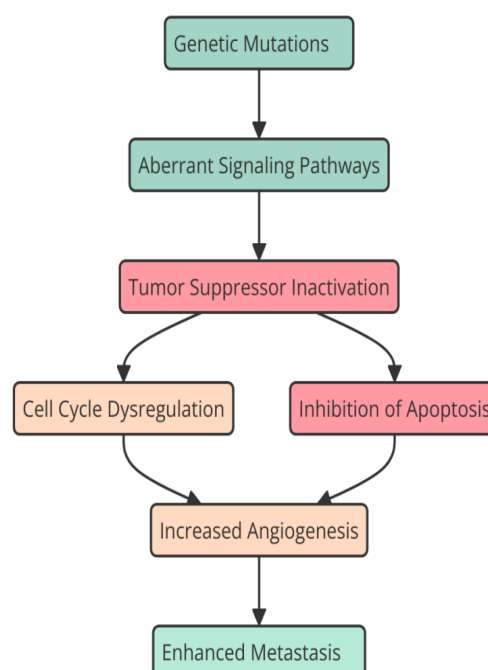 Genetic Mutations
Aberrant Signaling Pathways
Tumor Suppressor Inactivation
Cell Cycle Dysregulation
Inhibition of Apoptosis
Increased Angiogenesis
Enhanced Metastasis